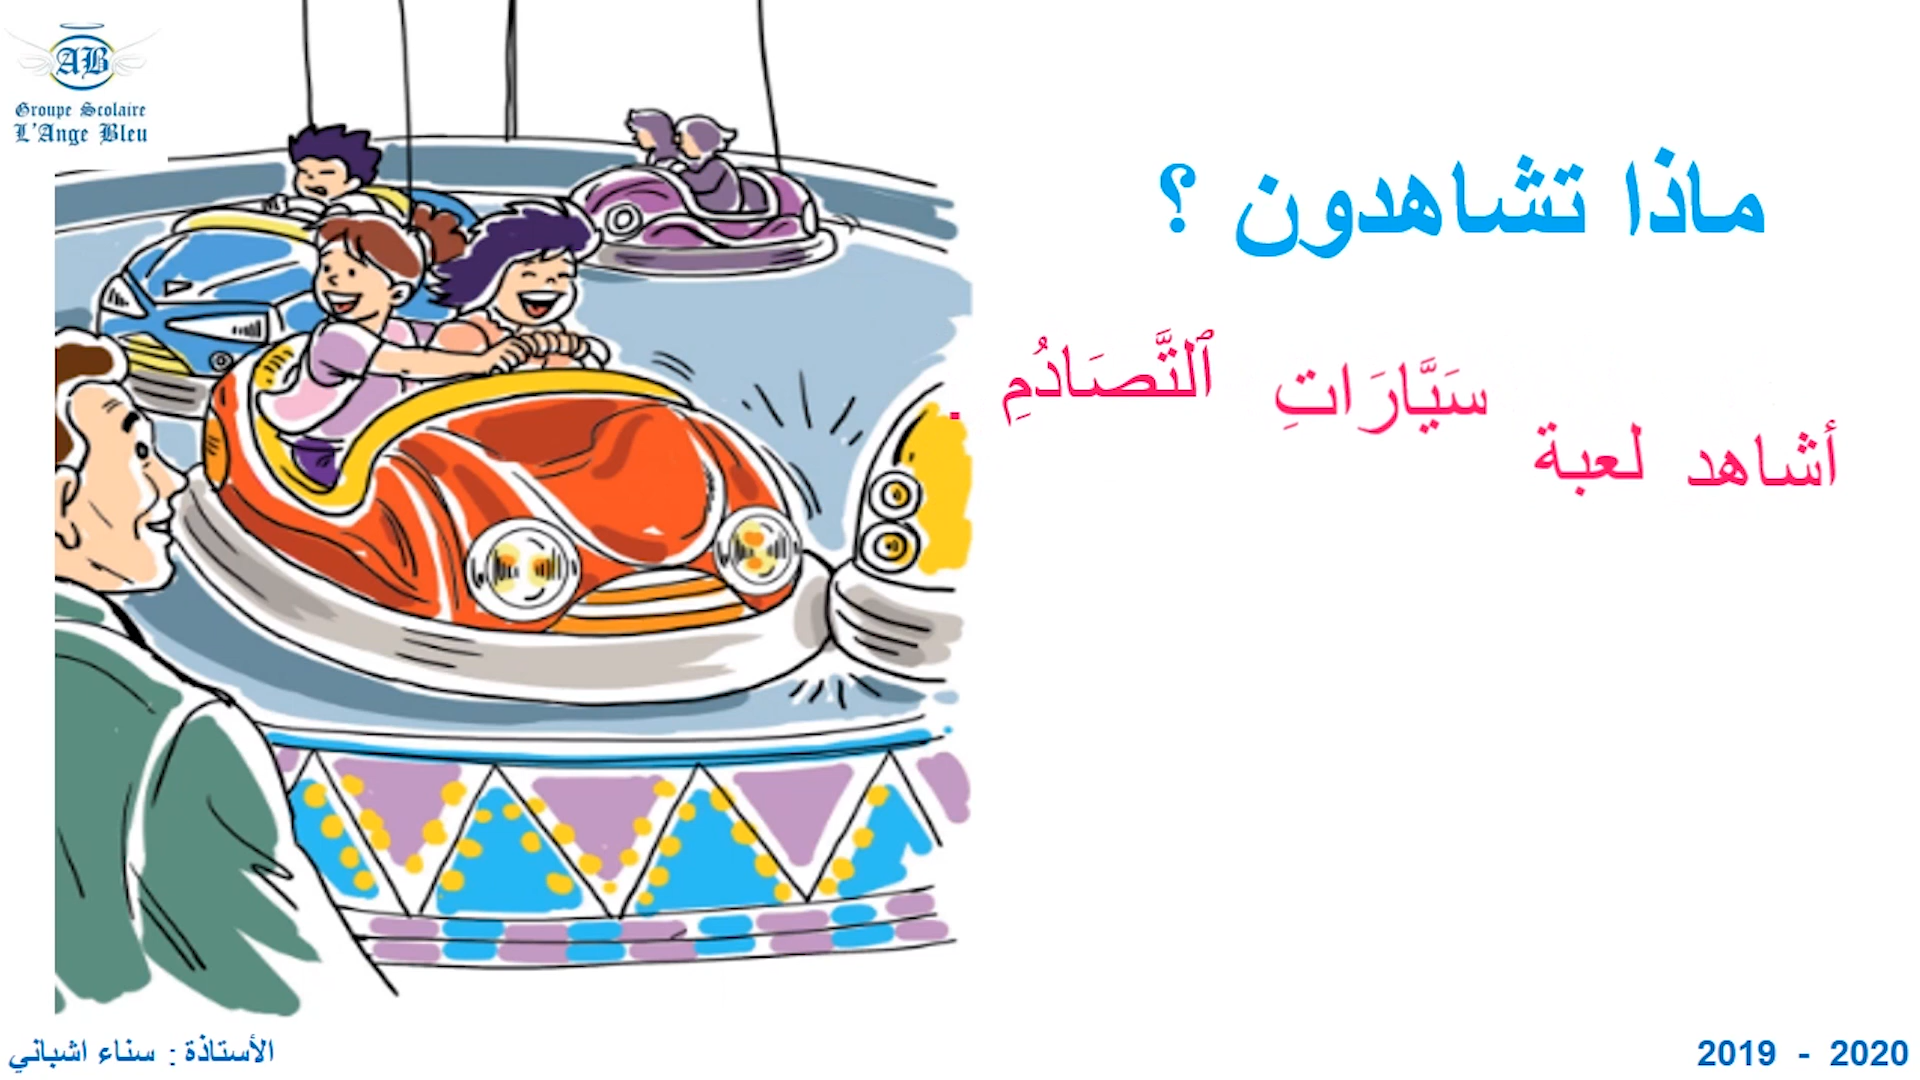 AB
Groupe Scolaire
L'Ange Bleu
ماذا تشاهدون ؟
أشاهد لعبة سَيَّارَاتِ ٱلتَّصَادُمِ .
الأستاذة : سناء اشباني
2019 - 2020